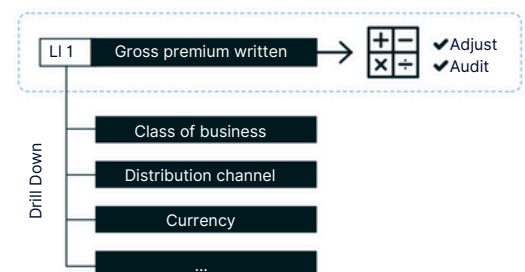 LI 1 Gross premium written
✔Adjust
✔Audit
Drill Down
Class of business
Distribution channel
Currency
...